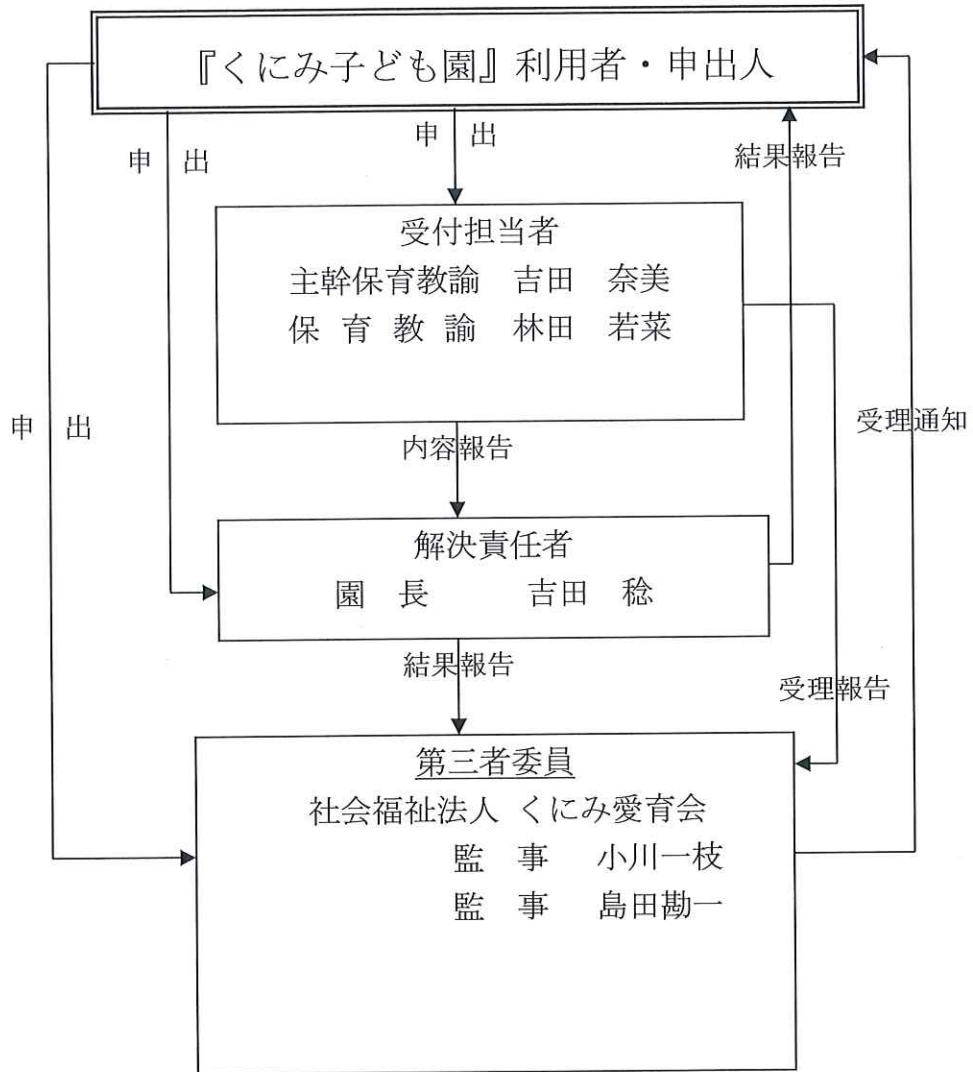 『くにみ子ども園』利用者・申出人
申　出
申　出
結果報告
受付担当者
主幹保育教諭　吉田　奈美
保 育 教 諭　林田　若菜
申　出
受理通知
内容報告
解決責任者
園　長　　　吉田　稔
結果報告
受理報告
第三者委員
社会福祉法人 くにみ愛育会
監　事　　小川一枝
監　事　　島田勘一